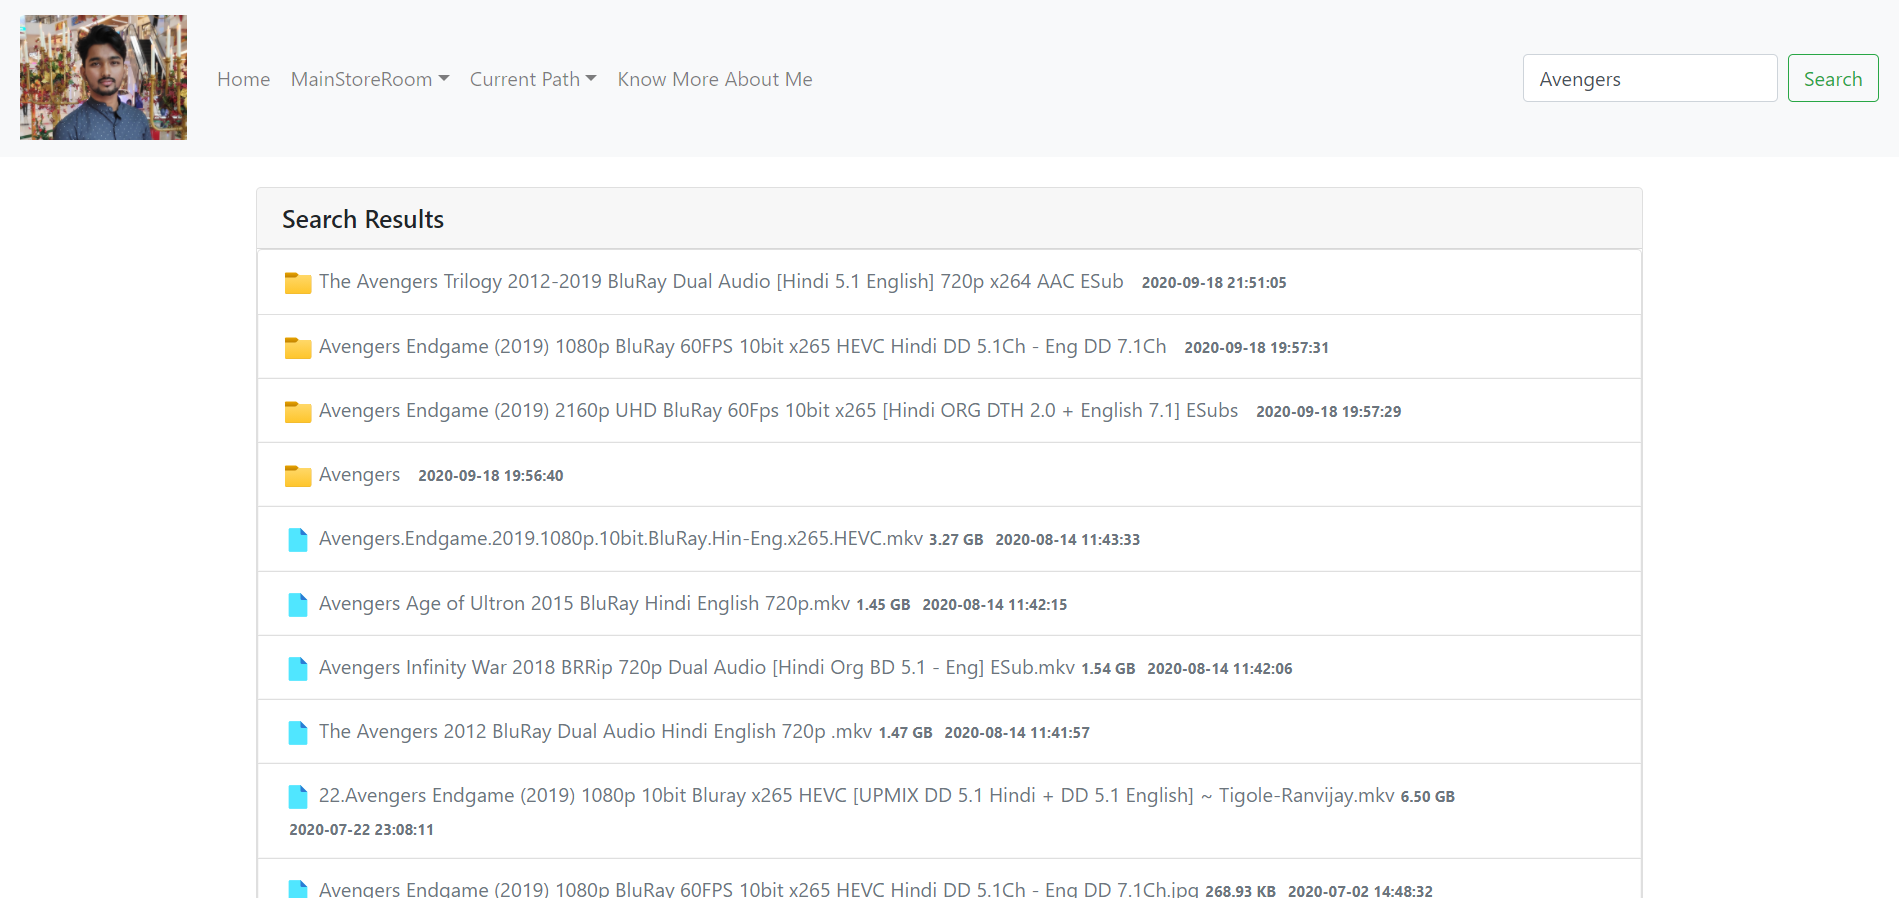 Home MainStoreRoom Current Path Know More About Me Avengers Search
Search Results
The Avengers Trilogy 2012-2019 BluRay Dual Audio [Hindi 5.1 English] 720p x264 AAC ESub 2020-09-18 21:51:05
Avengers Endgame (2019) 1080p BluRay 60FPS 10bit x265 HEVC Hindi DD 5.1Ch - Eng DD 7.1Ch 2020-09-18 19:57:31
Avengers Endgame (2019) 2160p UHD BluRay 60Fps 10bit x265 [Hindi ORG DTH 2.0 + English 7.1] ESubs 2020-09-18 19:57:29
Avengers 2020-09-18 19:56:40
Avengers.Endgame.2019.1080p.10bit.BluRay.Hin-Eng.x265.HEVC.mkv 3.27 GB 2020-08-14 11:43:33
Avengers Age of Ultron 2015 BluRay Hindi English 720p.mkv 1.45 GB 2020-08-14 11:42:15
Avengers Infinity War 2018 BRRip 720p Dual Audio [Hindi Org BD 5.1 - Eng] ESub.mkv 1.54 GB 2020-08-14 11:42:06
The Avengers 2012 BluRay Dual Audio Hindi English 720p .mkv 1.47 GB 2020-08-14 11:41:57
22.Avengers Endgame (2019) 1080p 10bit Bluray x265 HEVC [UPMIX DD 5.1 Hindi + DD 5.1 English] ~ Tigole-Ranvijay.mkv 6.50 GB
2020-07-22 23:08:11
Avengers Endgame (2019) 1080p BluRay 60FPS 10bit x265 HEVC Hindi DD 5.1Ch - Eng DD 7.1Ch.jpg 268.93 KB 2020-07-02 14:48:32